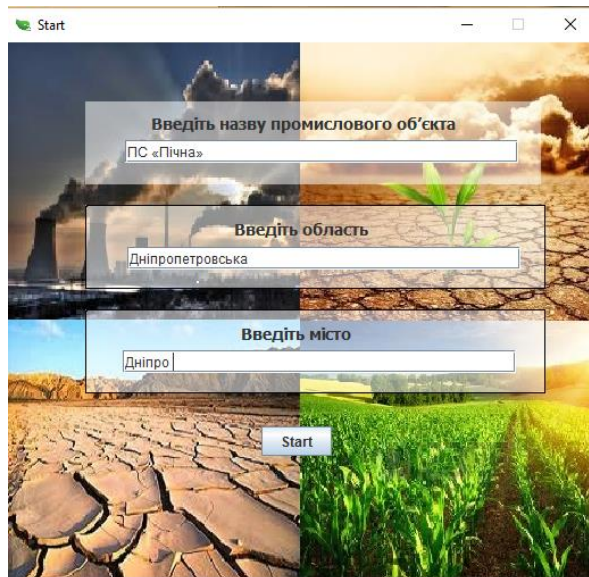 Start
Введіть назву промислового об’єкта
ПС «Пічна»
Введіть область
Дніпропетровська
Введіть місто
Дніпро
Start